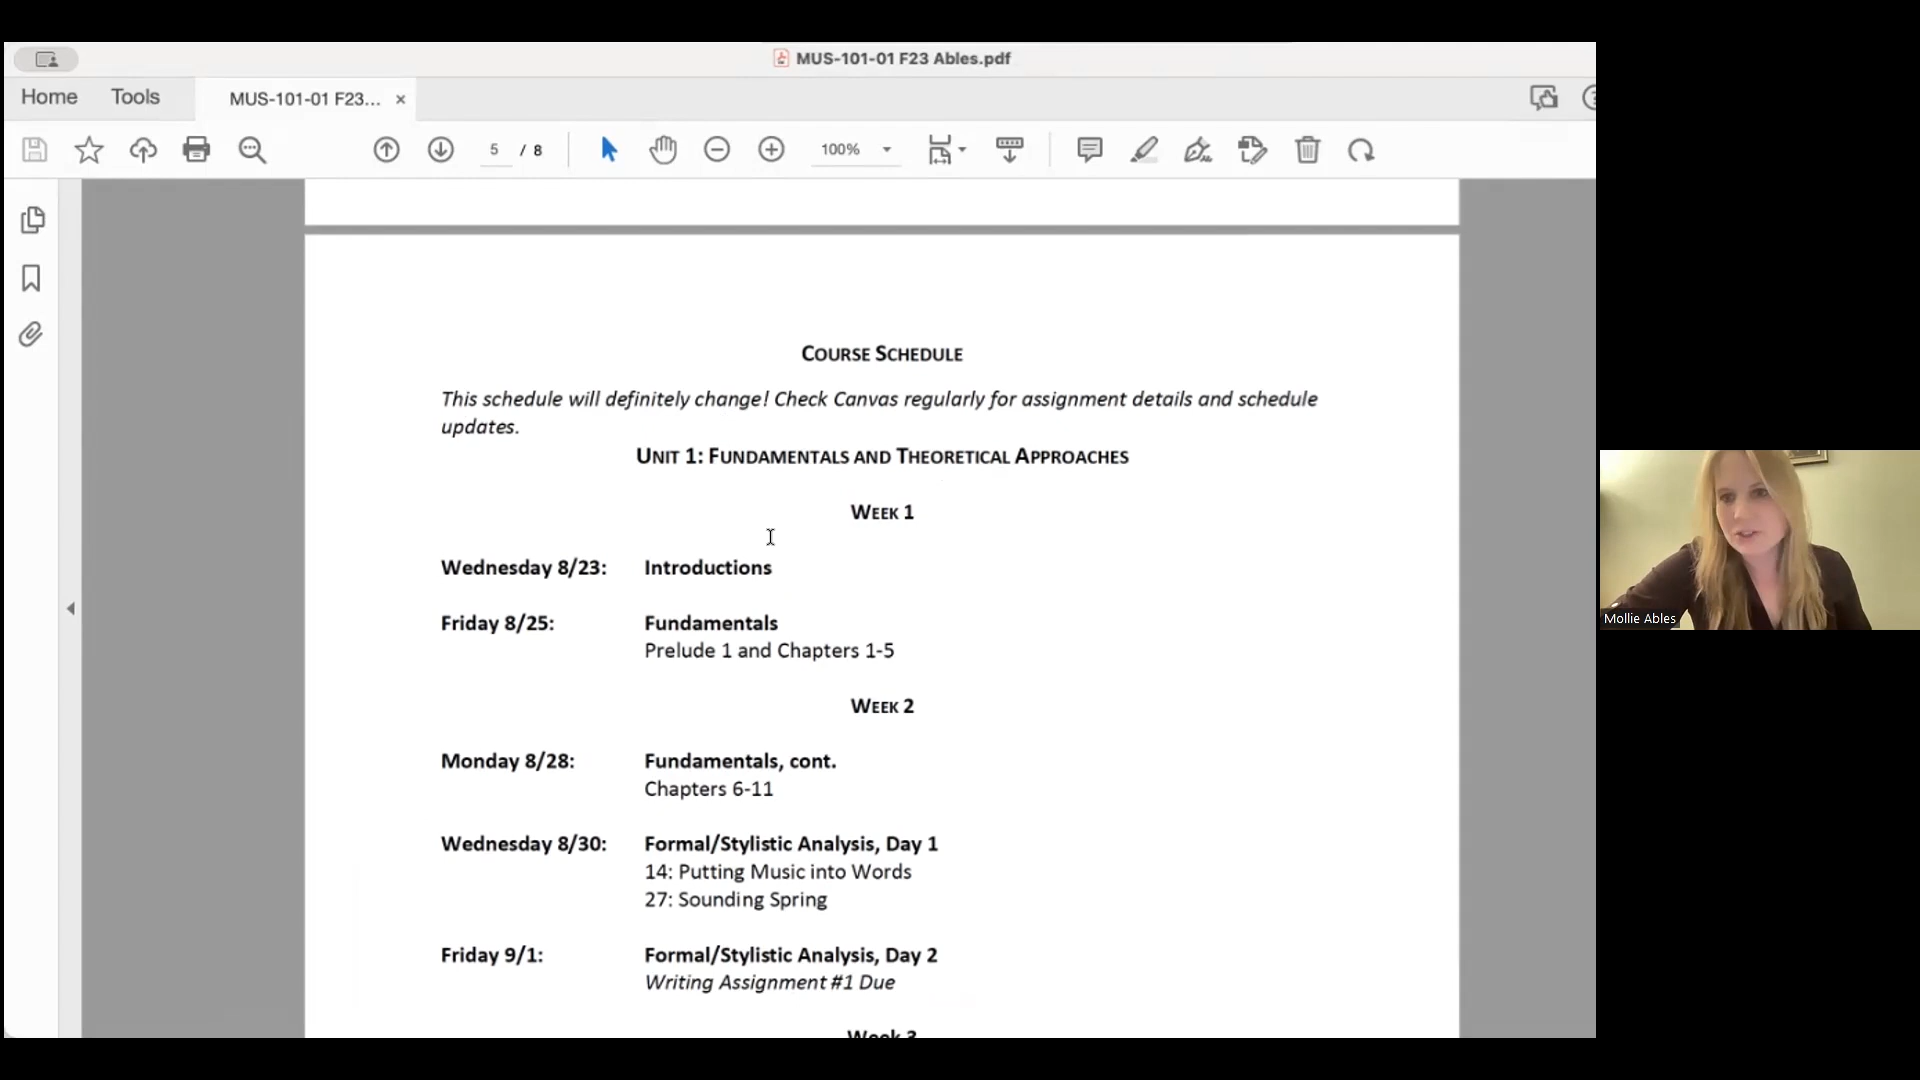 MUS-101-01 F23 Ables.pdf
Home
Tools
MUS-101-01 F23...
5 / 8
100%
COURSE SCHEDULE
This schedule will definitely change! Check Canvas regularly for assignment details and schedule
updates.
UNIT 1: FUNDAMENTALS AND THEORETICAL APPROACHES
WEEK 1
Wednesday 8/23: Introductions
Friday 8/25: Fundamentals
Prelude 1 and Chapters 1-5
WEEK 2
Monday 8/28: Fundamentals, cont.
Chapters 6-11
Wednesday 8/30: Formal/Stylistic Analysis, Day 1
14: Putting Music into Words
27: Sounding Spring
Friday 9/1: Formal/Stylistic Analysis, Day 2
Writing Assignment #1 Due
Week 3
Mollie Ables